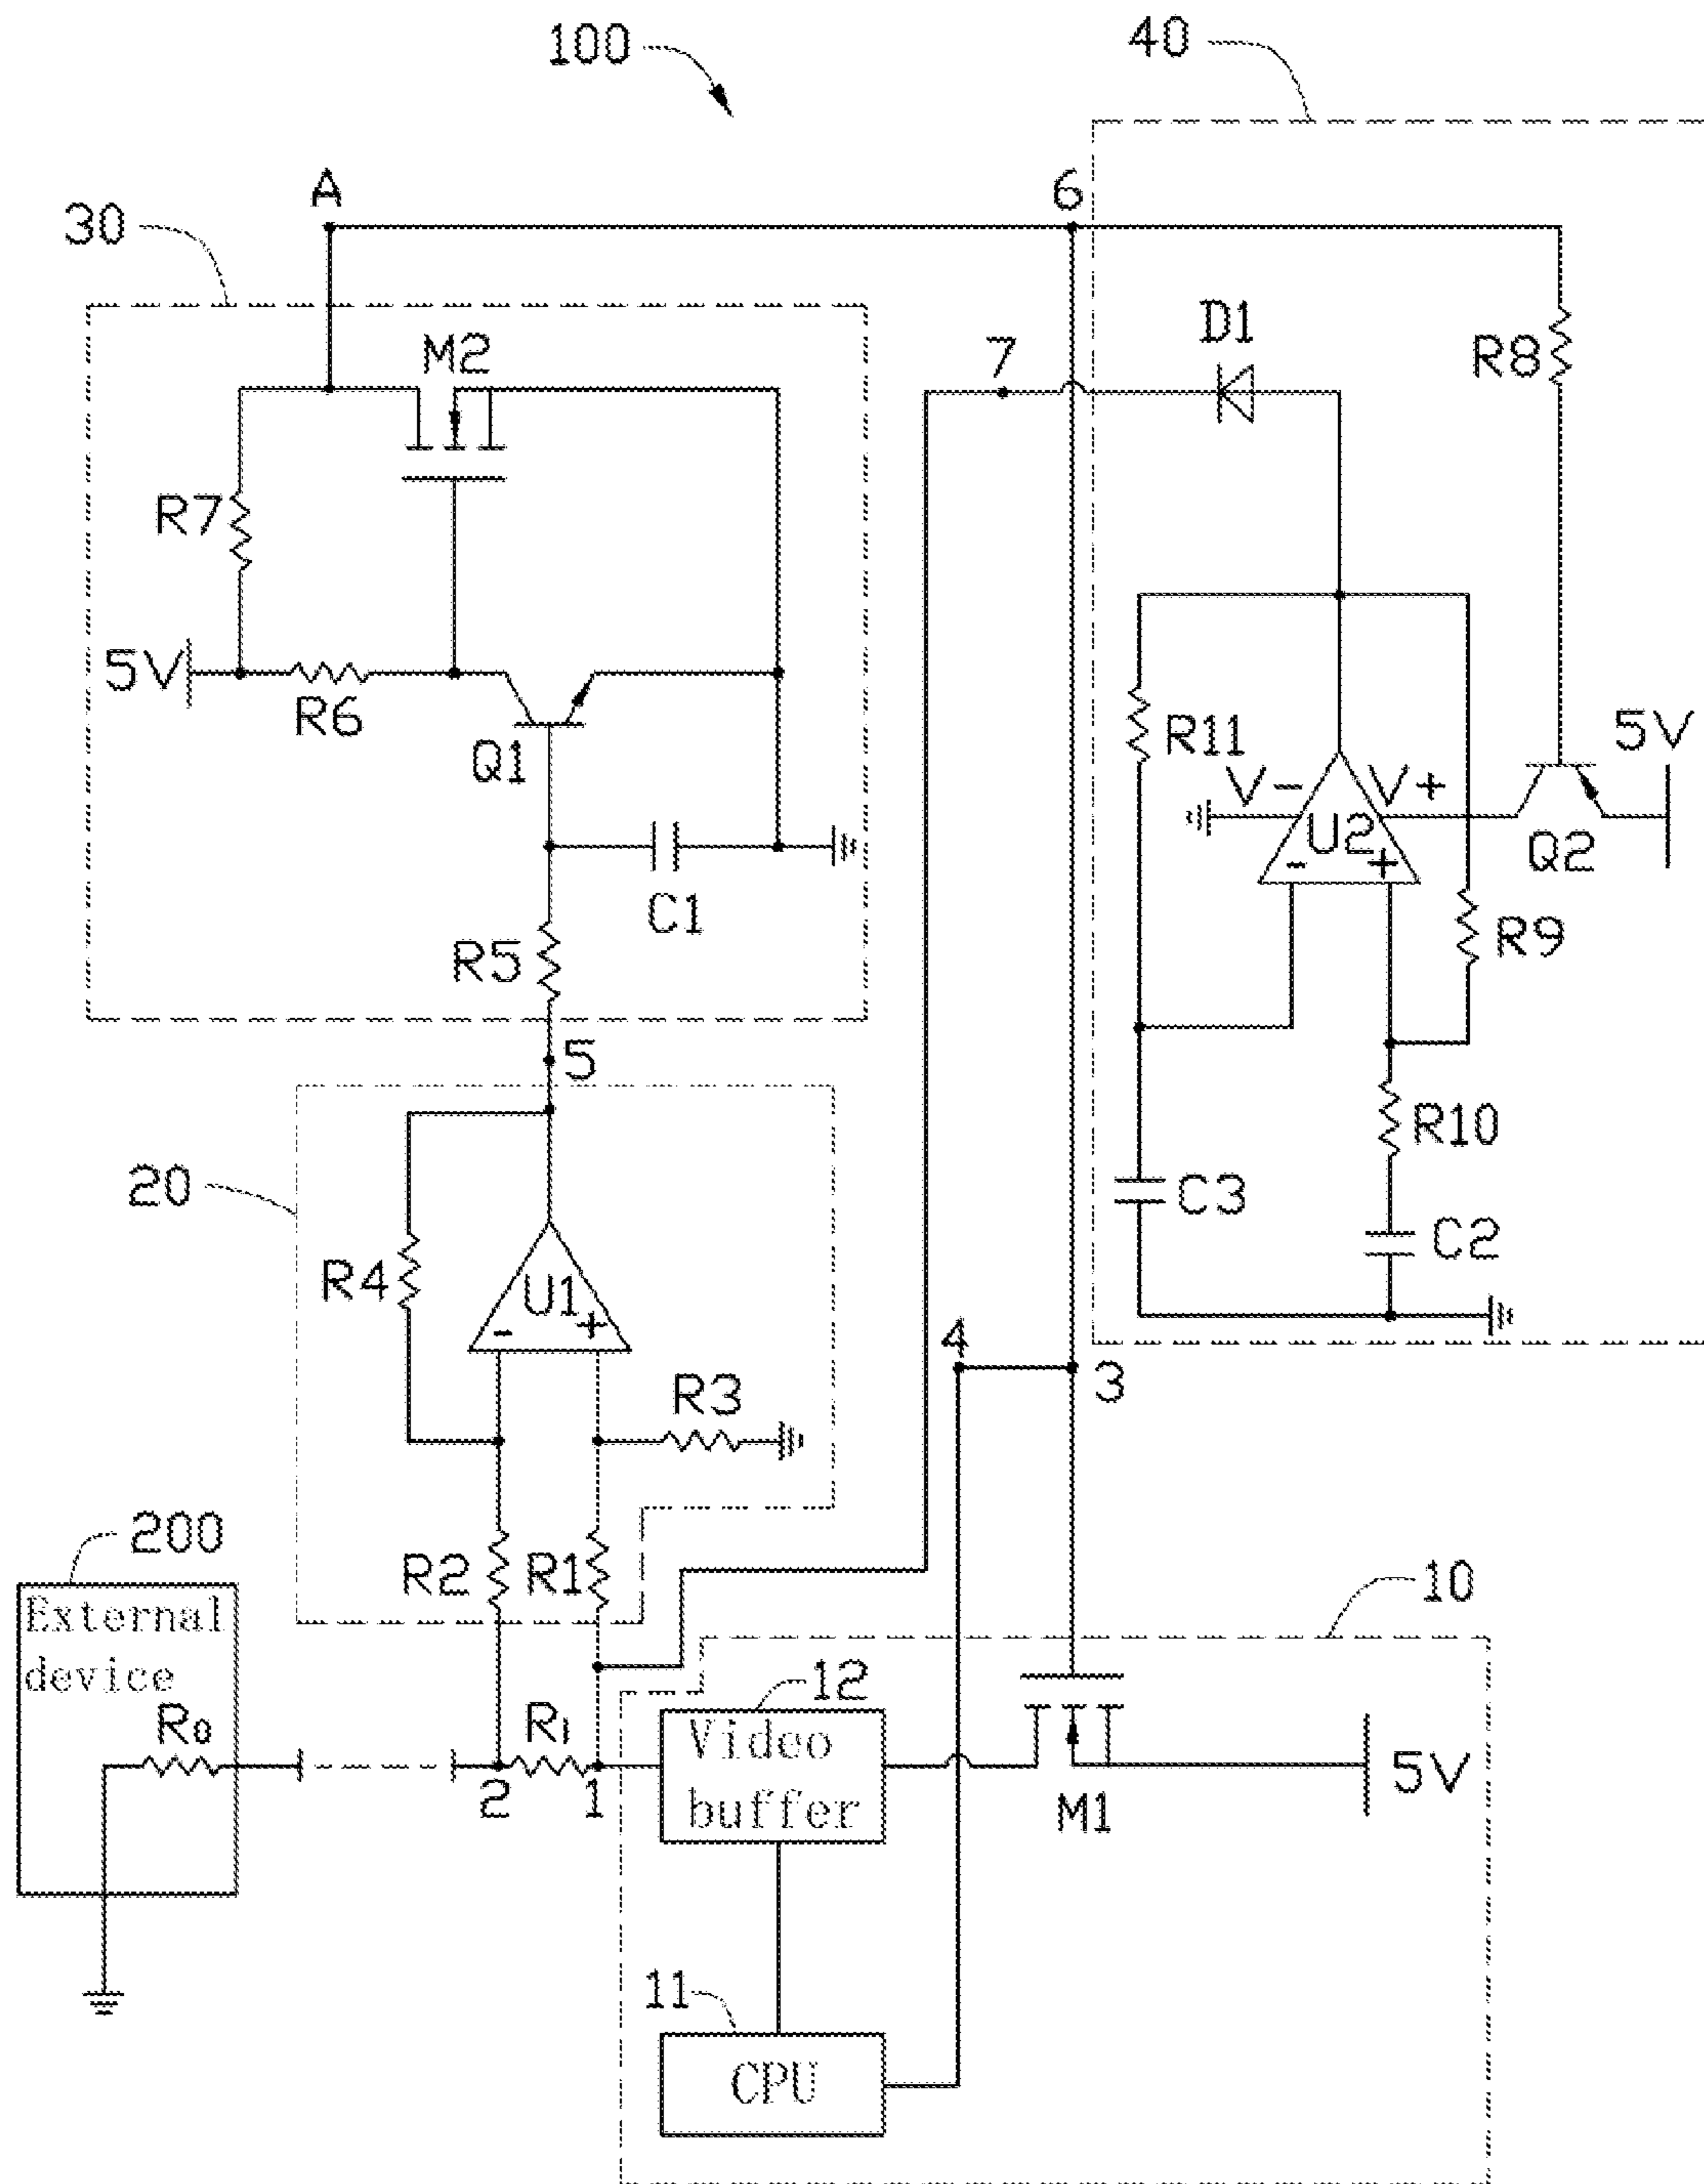 100
40
A
6
30
M2
7
D1
R8
R7
5V
R6
Q1
R11
V-
V+
5V
U2
- +
Q2
C1
R9
R5
5
R10
20
C3
C2
R4
U1
- +
4
3
R3
200
R2
R1
10
External
device
12
R0
Ri
Video
buffer
2
1
M1
5V
11
CPU